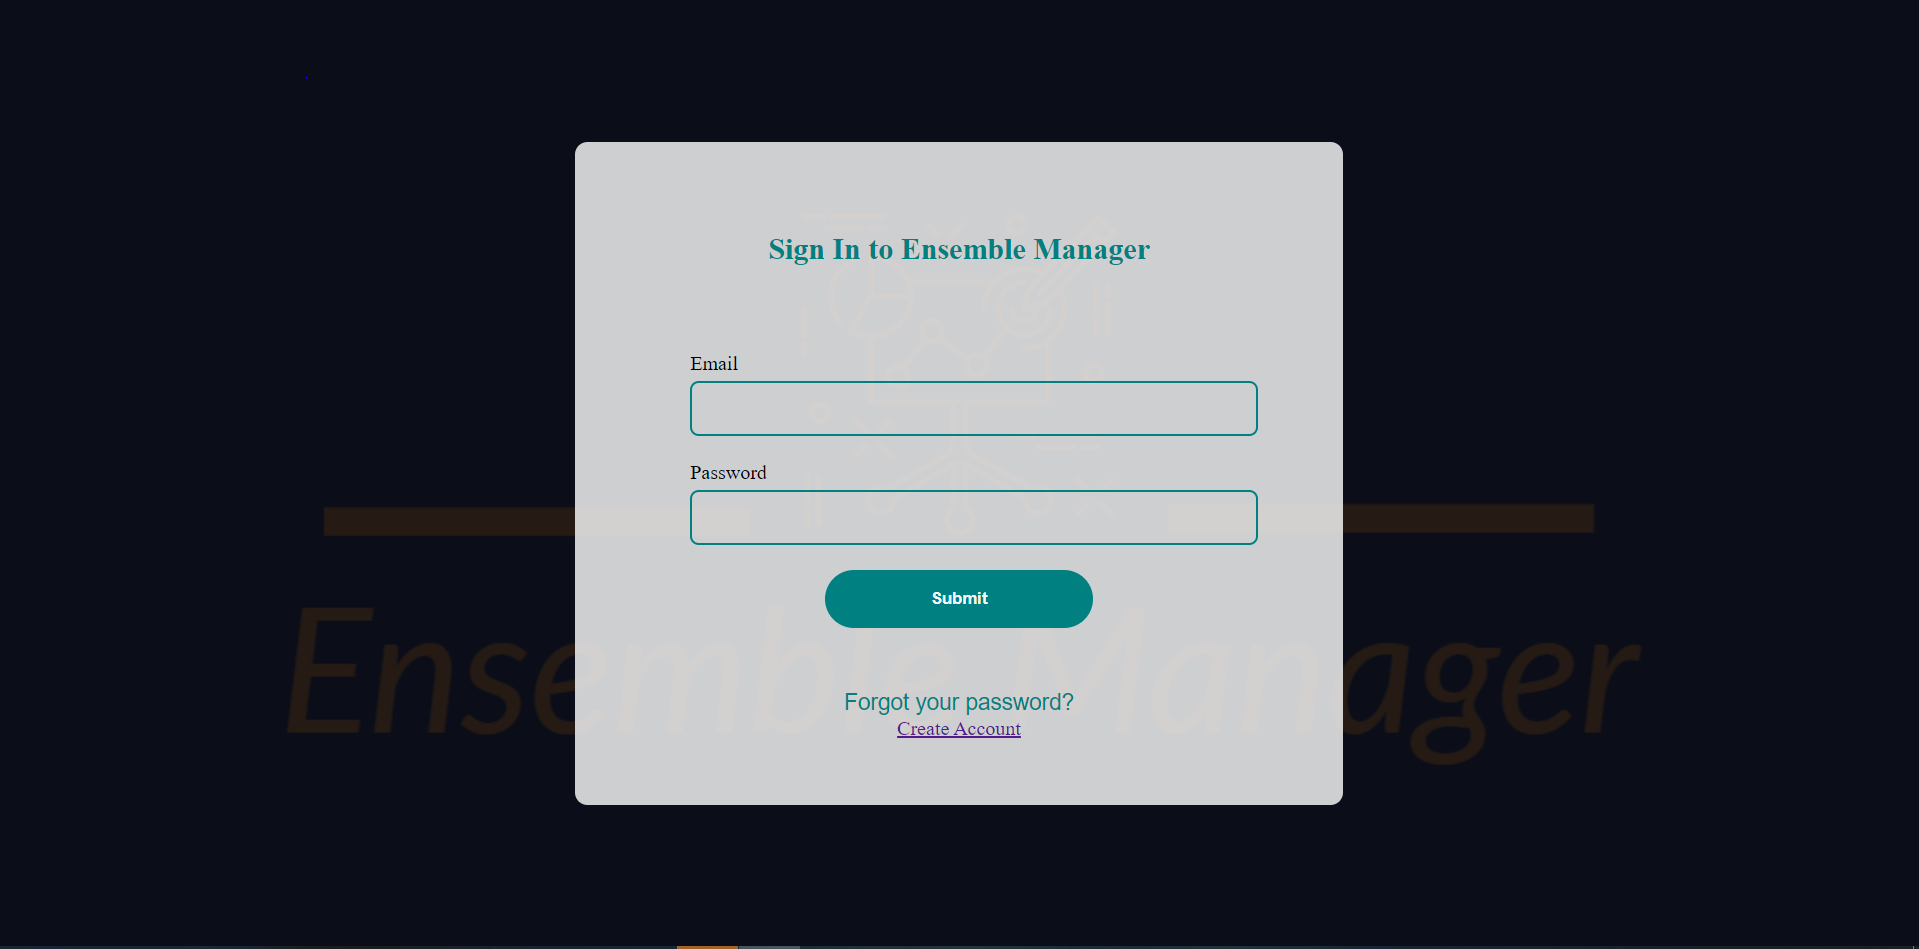 Sign In to Ensemble Manager
Email
Password
Submit
Ensemble Manager
Forgot your password?
Create Account